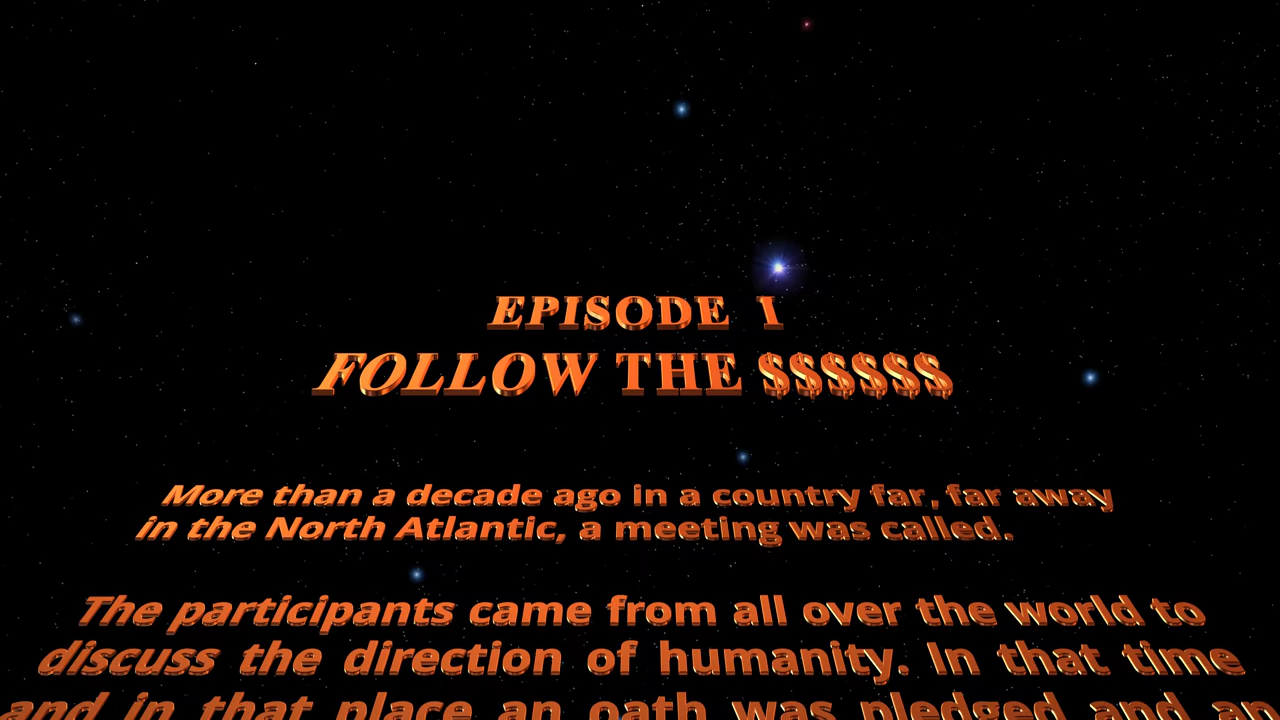 EPISODE I
FOLLOW THE $$$$$$
More than a decade ago in a country far, far away
in the North Atlantic, a meeting was called.
The participants came from all over the world to
discuss the direction of humanity. In that time
and in that place an oath was pledged and an